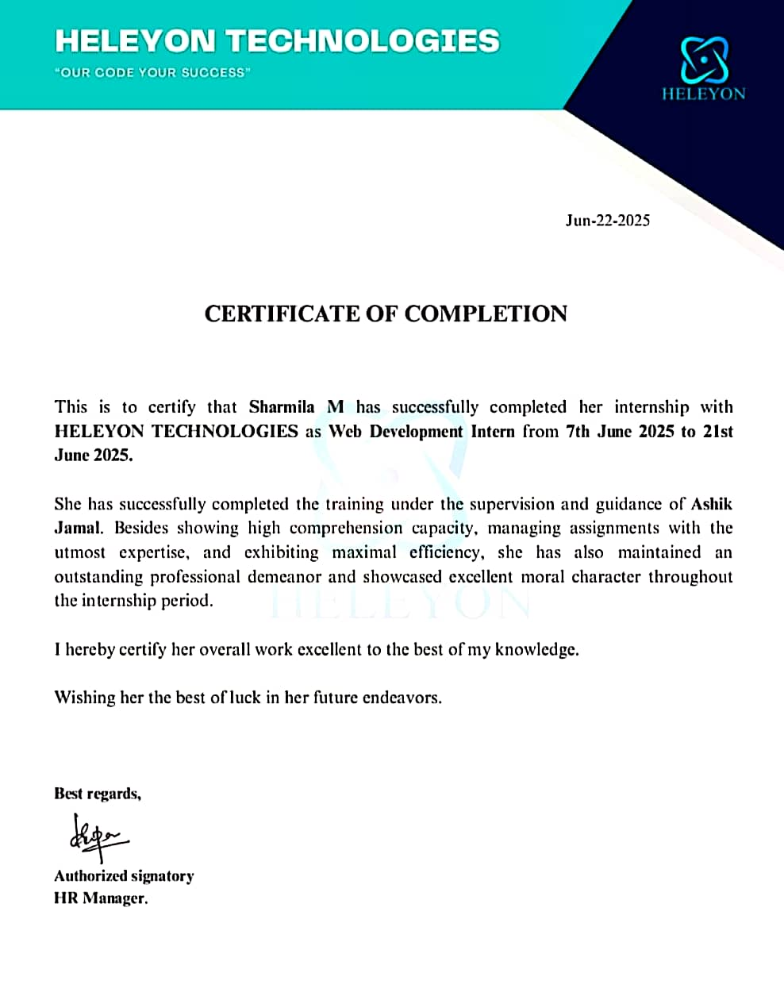 HELEYON TECHNOLOGIES
"OUR CODE YOUR SUCCESS"
HELEYON
Jun-22-2025
CERTIFICATE OF COMPLETION
This is to certify that Sharmila M has successfully completed her internship with
HELEYON TECHNOLOGIES as Web Development Intern from 7th June 2025 to 21st
June 2025.
She has successfully completed the training under the supervision and guidance of Ashik
Jamal. Besides showing high comprehension capacity, managing assignments with the
utmost expertise, and exhibiting maximal efficiency, she has also maintained an
outstanding professional demeanor and showcased excellent moral character throughout
the internship period.
HELEYON
I hereby certify her overall work excellent to the best of my knowledge.
Wishing her the best of luck in her future endeavors.
Best regards,
Authorized signatory
HR Manager.